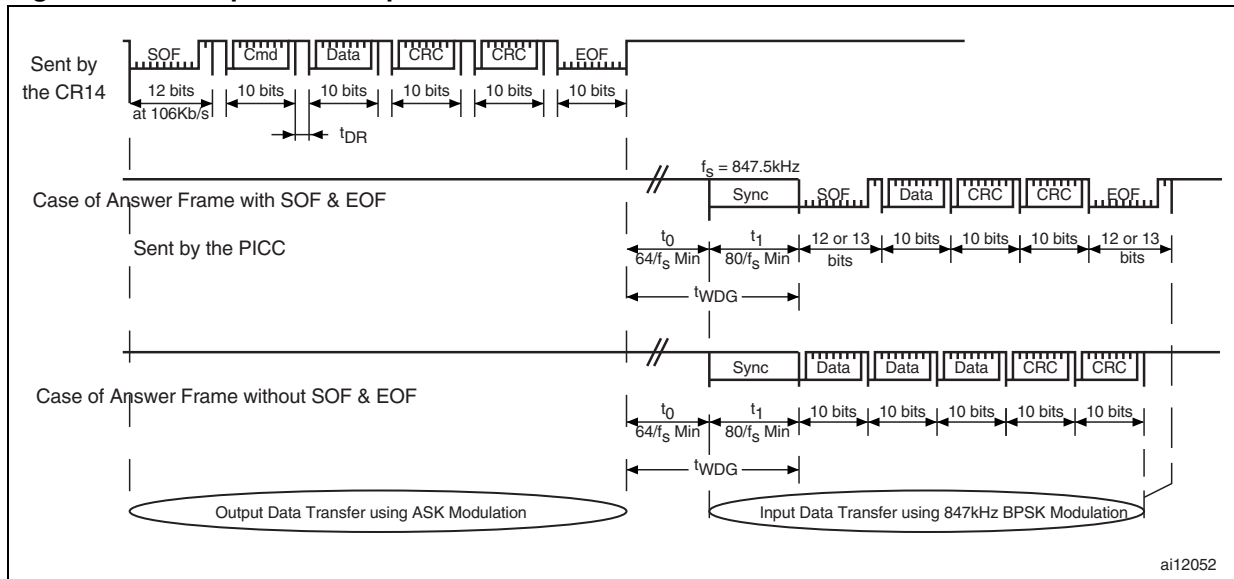 SOF Cmd Data CRC CRC EOF
Sent by
the CR14
12 bits 10 bits 10 bits 10 bits 10 bits 10 bits
at 106Kb/s
tDR
fS = 847.5kHz
Sync SOF Data CRC CRC EOF
Case of Answer Frame with SOF & EOF
Sent by the PICC
t0 t1 12 or 13 10 bits 10 bits 10 bits 12 or 13
64/fS Min 80/fS Min bits bits
tWDG
Sync Data Data Data CRC CRC
Case of Answer Frame without SOF & EOF
t0 t1 10 bits 10 bits 10 bits 10 bits 10 bits
64/fS Min 80/fS Min
tWDG
Output Data Transfer using ASK Modulation Input Data Transfer using 847kHz BPSK Modulation
ai12052